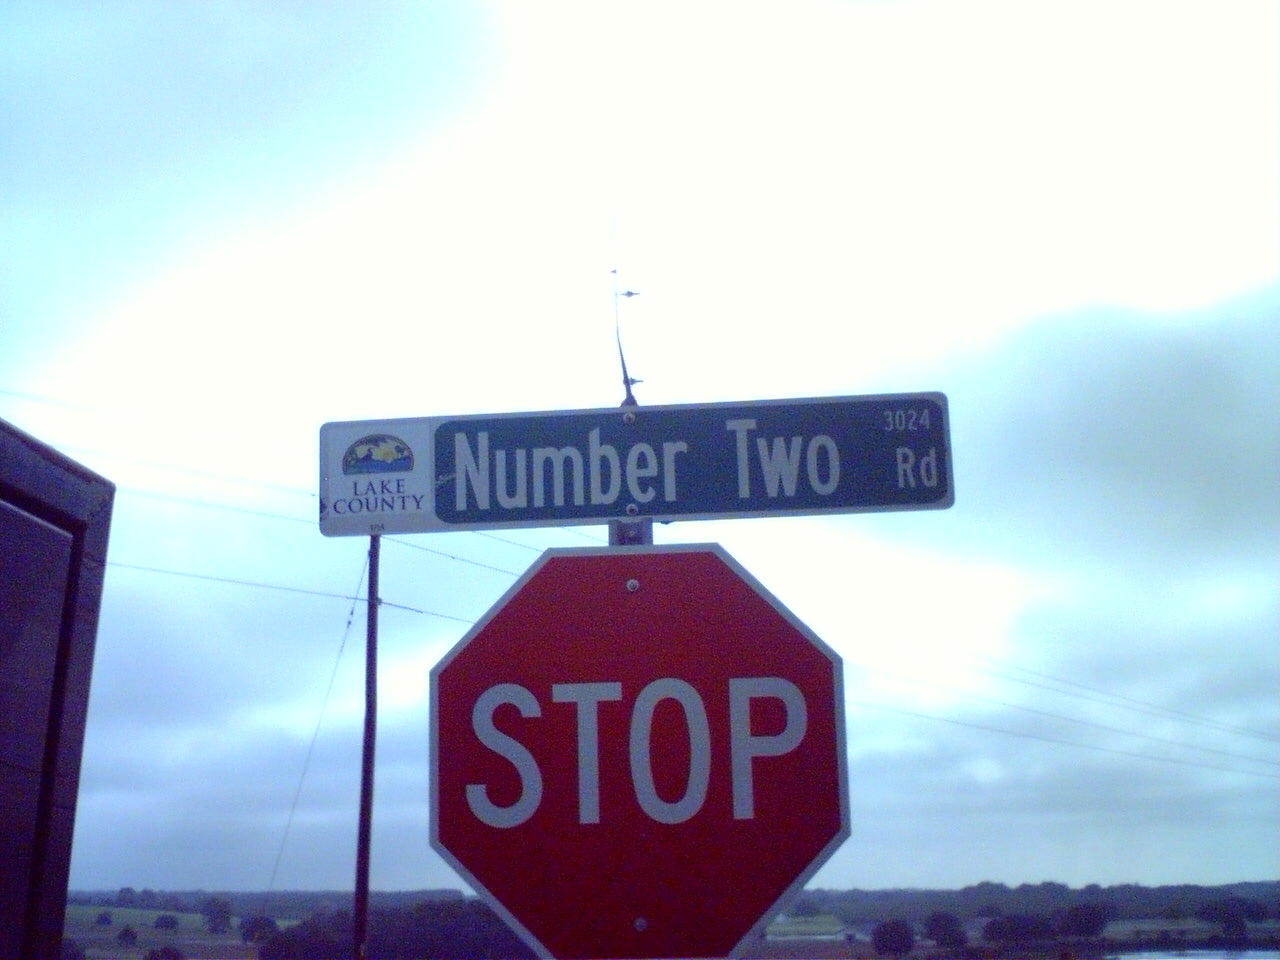 LAKE
COUNTY
Number Two Rd
3024
STOP